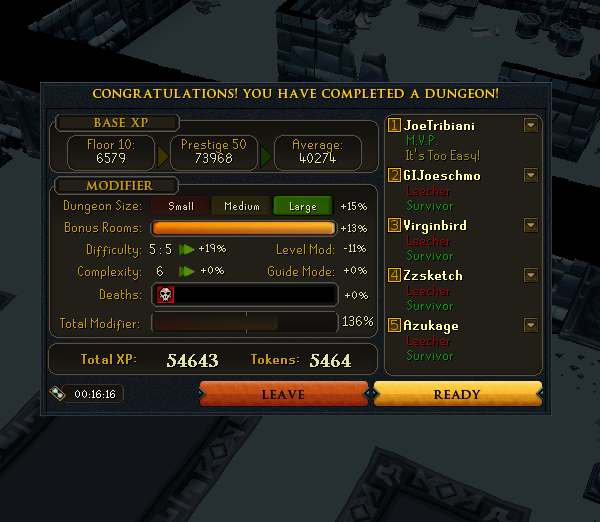 CONGRATULATIONS! YOU HAVE COMPLETED A DUNGEON!
BASE XP
Floor 10: Prestige 50 Average:
6579 73968 40274
MODIFIER
Dungeon Size: Small Medium Large +15%
Bonus Rooms: +13%
Difficulty: 5 : 5 +19% Level Mod: -11%
Complexity: 6 +0% Guide Mode: +0%
Deaths: +0%
Total Modifier: 136%
Total XP: 54643 Tokens: 5464
00:16:16
LEAVE
READY
1 JoeTribiani
M.V.P.
It's Too Easy!
2 GIJoeschmo
Leecher
Survivor
3 Virginbird
Leecher
Survivor
4 Zzsketch
Leecher
Survivor
5 Azukage
Leecher
Survivor